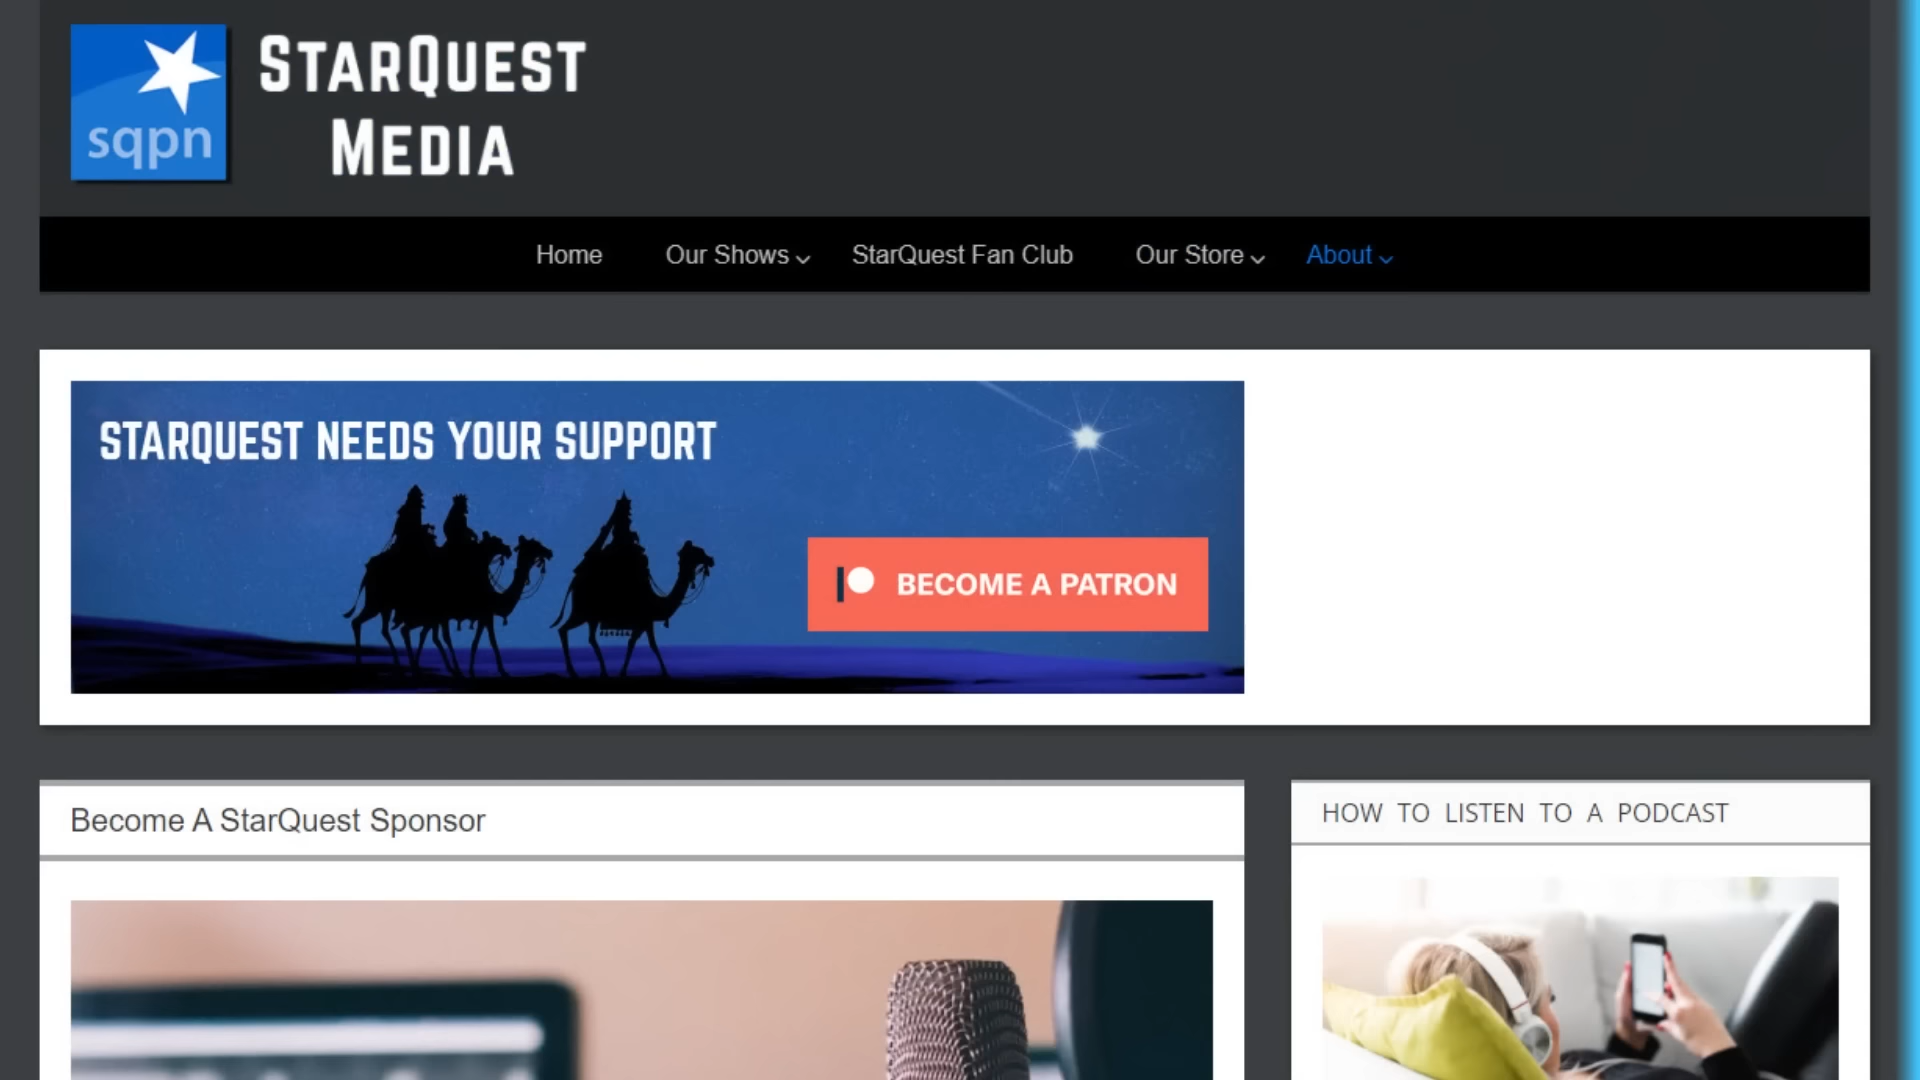 sqpn
StarQuest
Media
Home Our Shows StarQuest Fan Club Our Store About
STARQUEST NEEDS YOUR SUPPORT
BECOME A PATRON
Become A StarQuest Sponsor
HOW TO LISTEN TO A PODCAST